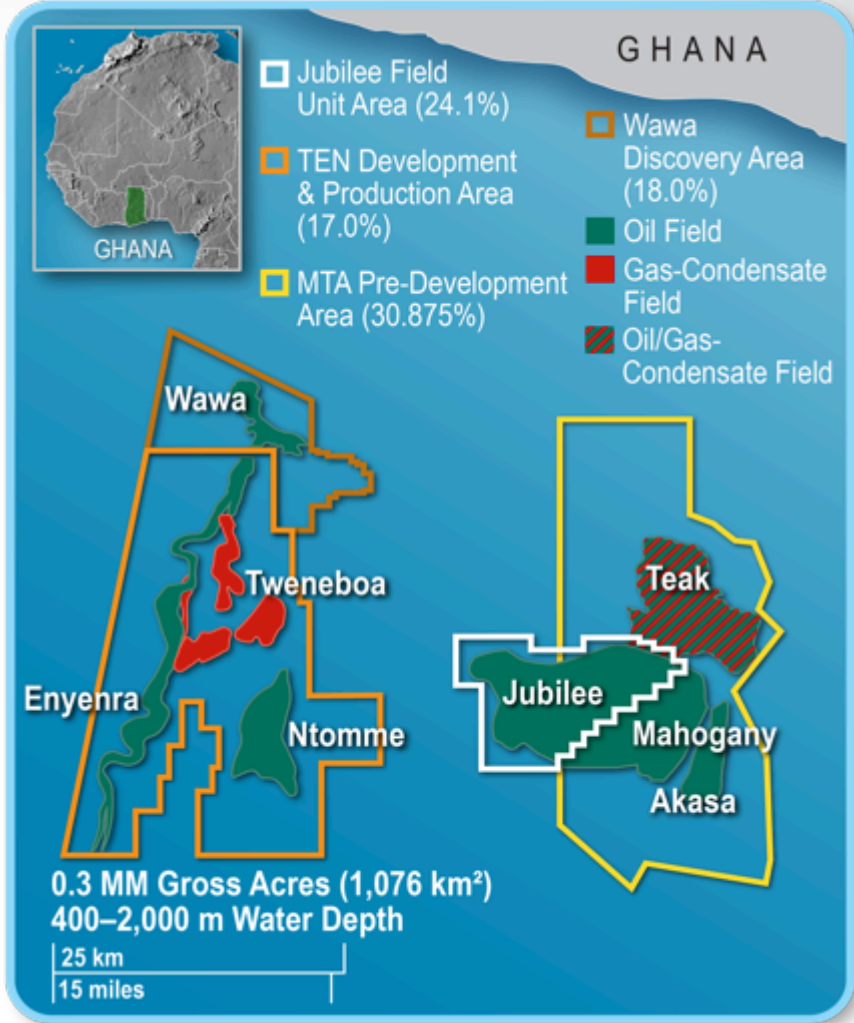 GHANA
GHANA
Jubilee Field
Unit Area (24.1%)
TEN Development
& Production Area
(17.0%)
MTA Pre-Development
Area (30.875%)
Wawa
Discovery Area
(18.0%)
Oil Field
Gas-Condensate
Field
Oil/Gas-
Condensate Field
Wawa
Tweneboa
Enyenra
Ntomme
Teak
Jubilee
Mahogany
Akasa
0.3 MM Gross Acres (1,076 km²)
400–2,000 m Water Depth
25 km
15 miles